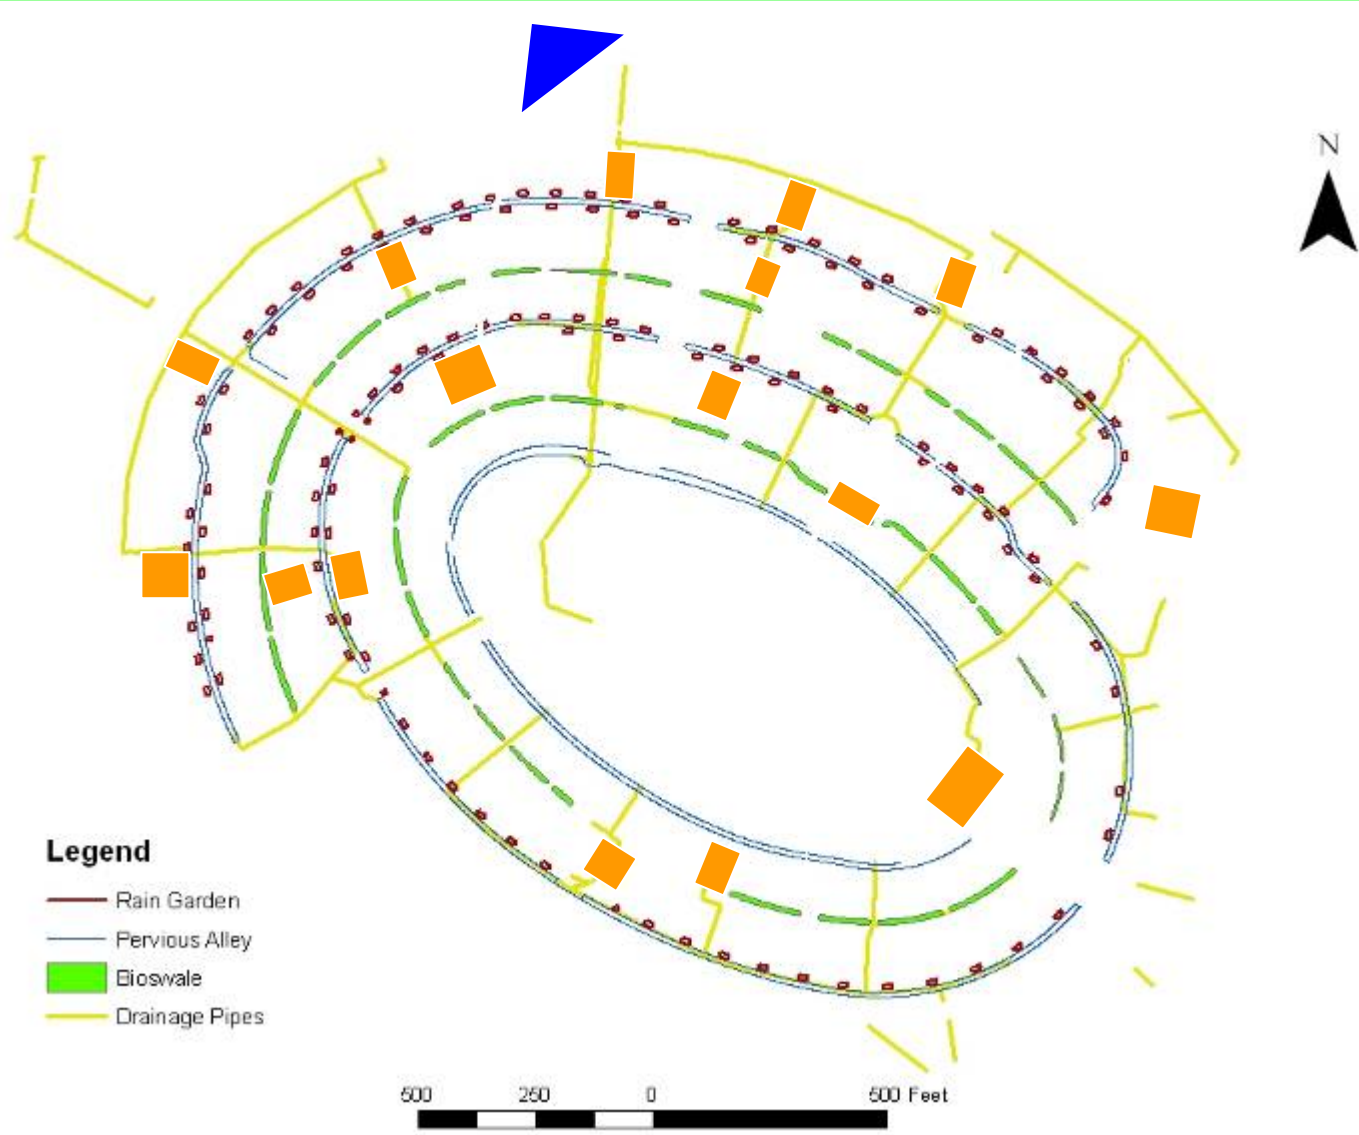 N
Legend
Rain Garden
Pervious Alley
Bioswale
Drainage Pipes
500 250 0 500 Feet